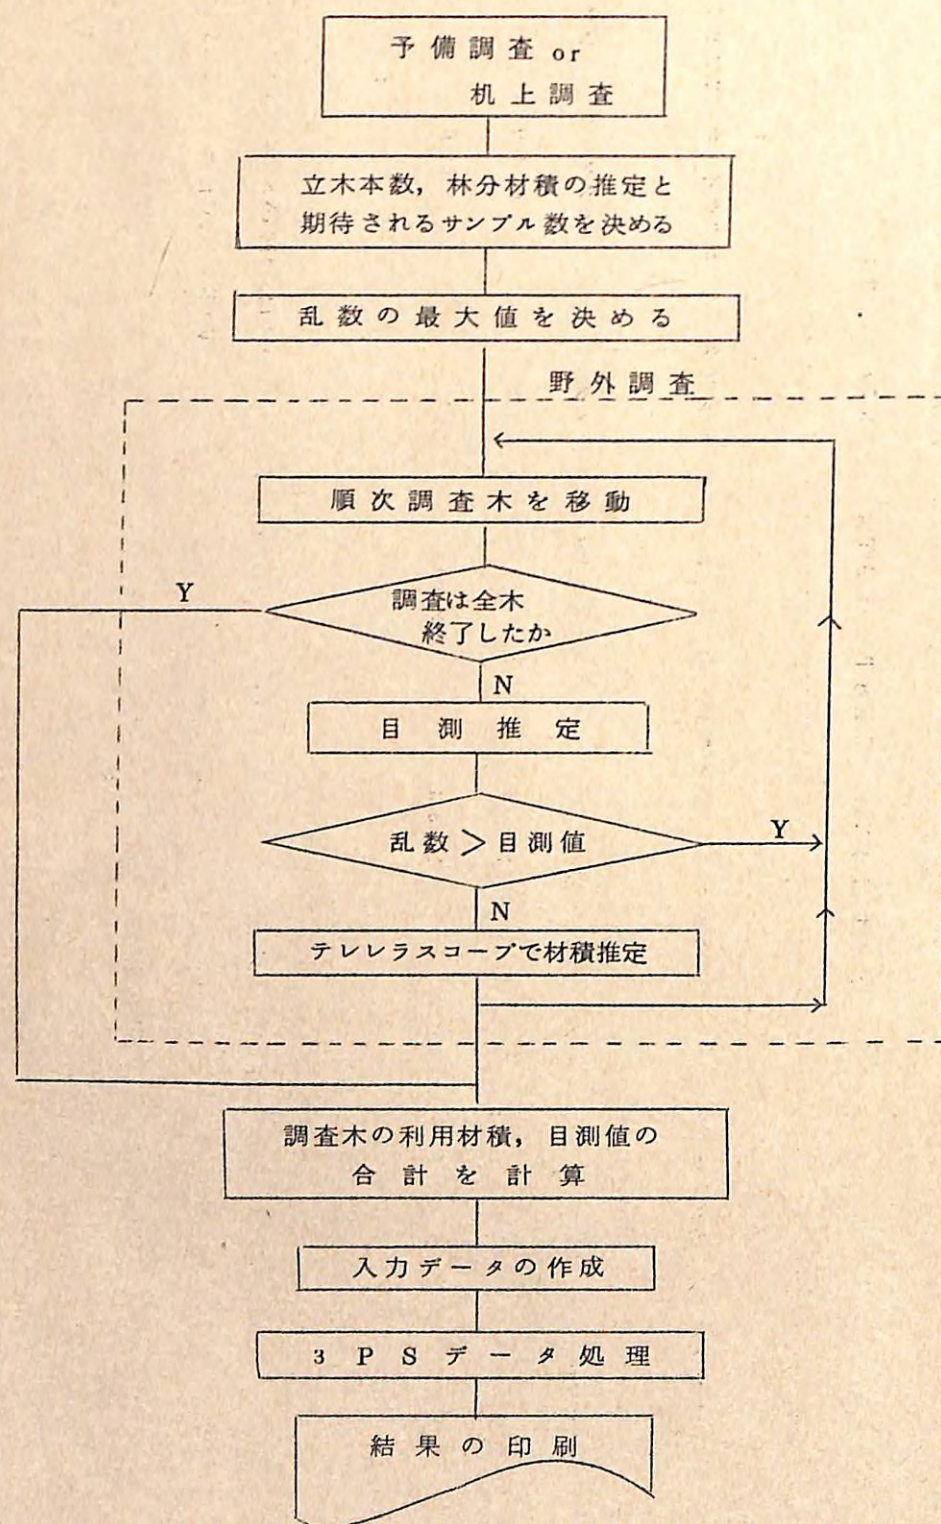 予備調査 or
机上調査
立木本数，林分材積の推定と
期待されるサンプル数を決める
乱数の最大値を決める
野外調査
順次調査木を移動
Y
調査は全木
終了したか
N
目測推定
乱数＞目測値
Y
N
テレレラスコープで材積推定
調査木の利用材積，目測値の
合計を計算
入力データの作成
3PSデータ処理
結果の印刷